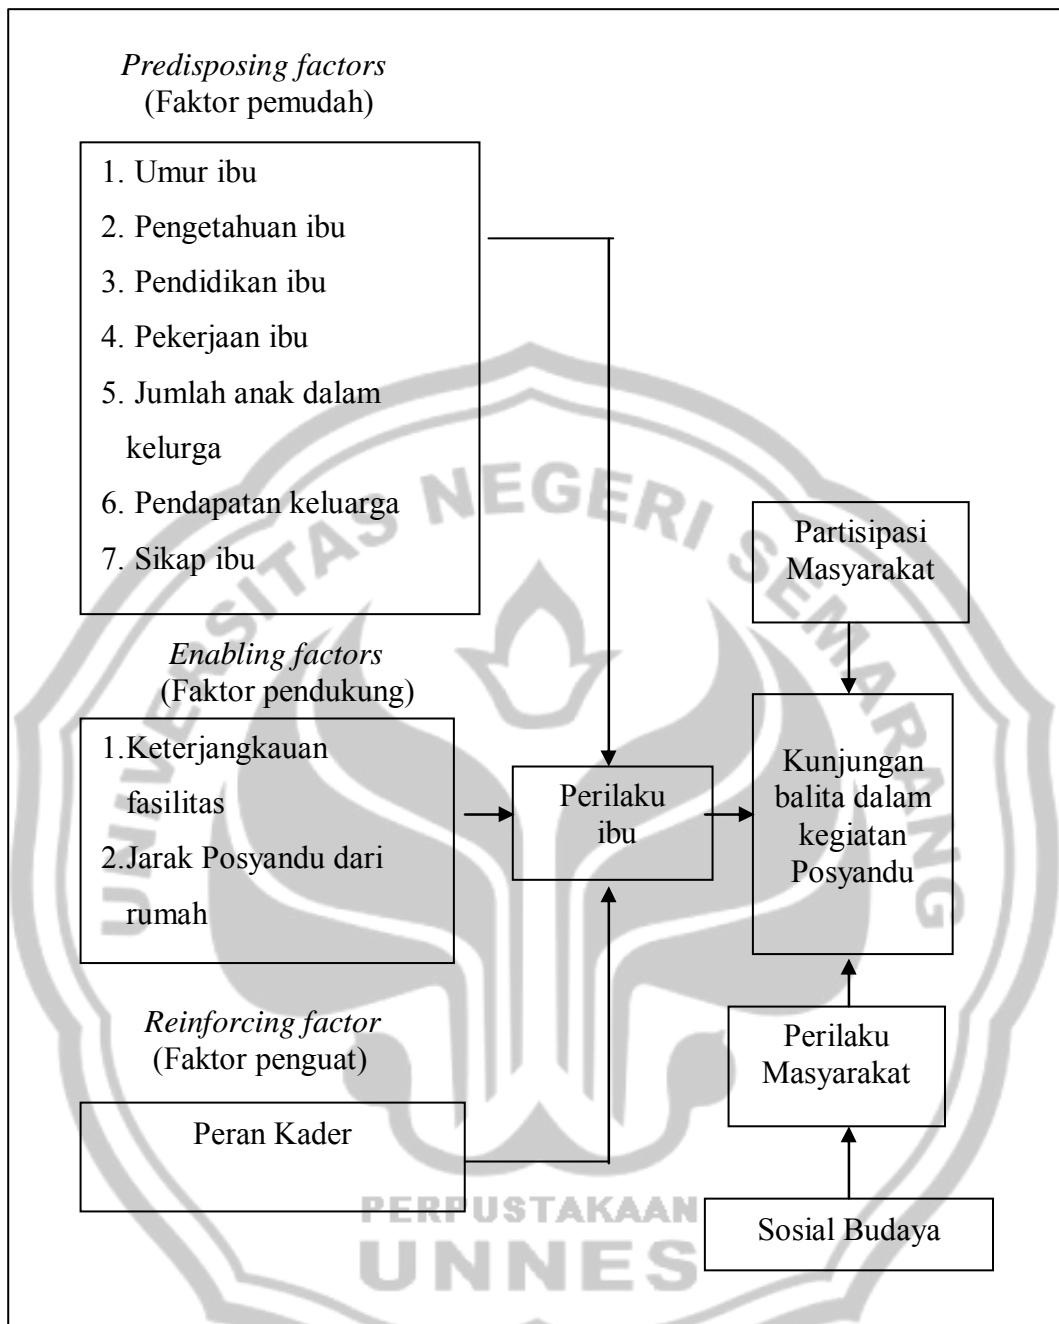 Predisposing factors
(Faktor pemudah)
1. Umur ibu
2. Pengetahuan ibu
3. Pendidikan ibu
4. Pekerjaan ibu
5. Jumlah anak dalam
kelurga
6. Pendapatan keluarga
7. Sikap ibu
Enabling factors
(Faktor pendukung)
1.Keterjangkauan
fasilitas
2.Jarak Posyandu dari
rumah
Reinforcing factor
(Faktor penguat)
Peran Kader
Perilaku
ibu
Partisipasi
Masyarakat
Kunjungan
balita dalam
kegiatan
Posyandu
Perilaku
Masyarakat
Sosial Budaya
UNIVERSITAS NEGERI SEMARANG
PERPUSTAKAAN
UNNES